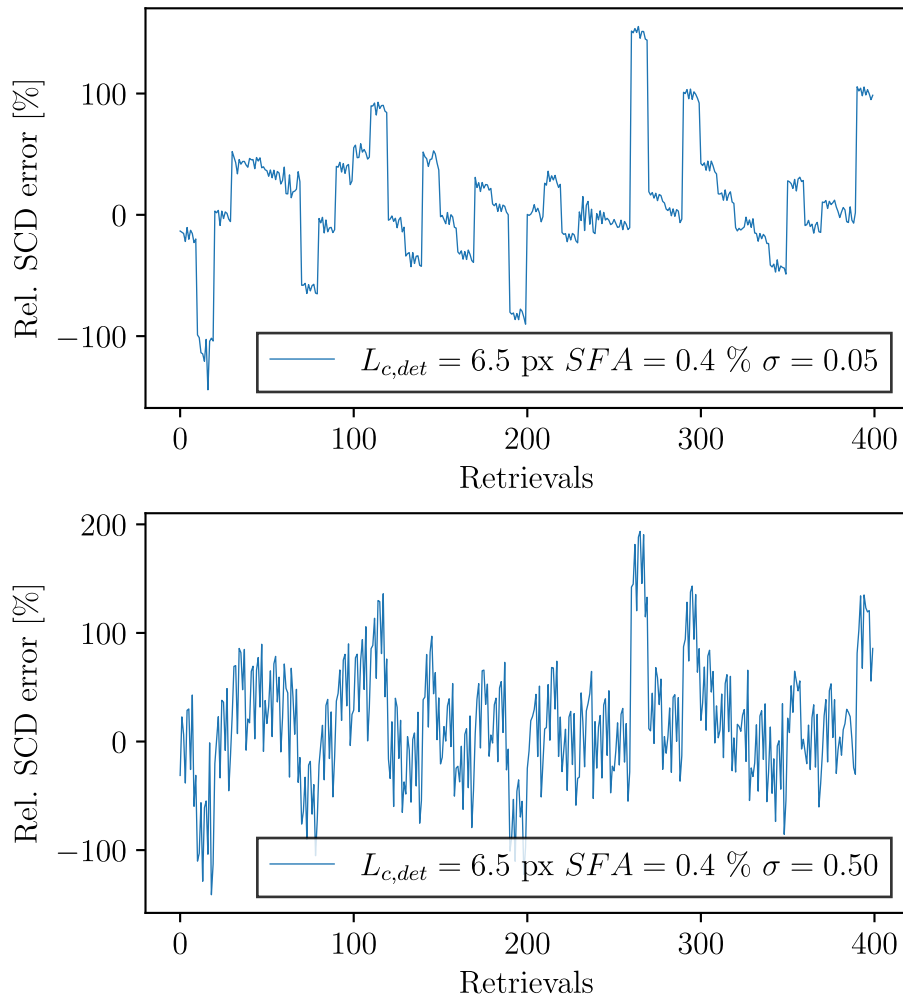 100
0
−100
Rel. SCD error [%]
L_{c,det} = 6.5 px SFA = 0.4 % σ = 0.05
0 100 200 300 400
Retrievals
200
100
0
−100
Rel. SCD error [%]
L_{c,det} = 6.5 px SFA = 0.4 % σ = 0.50
0 100 200 300 400
Retrievals